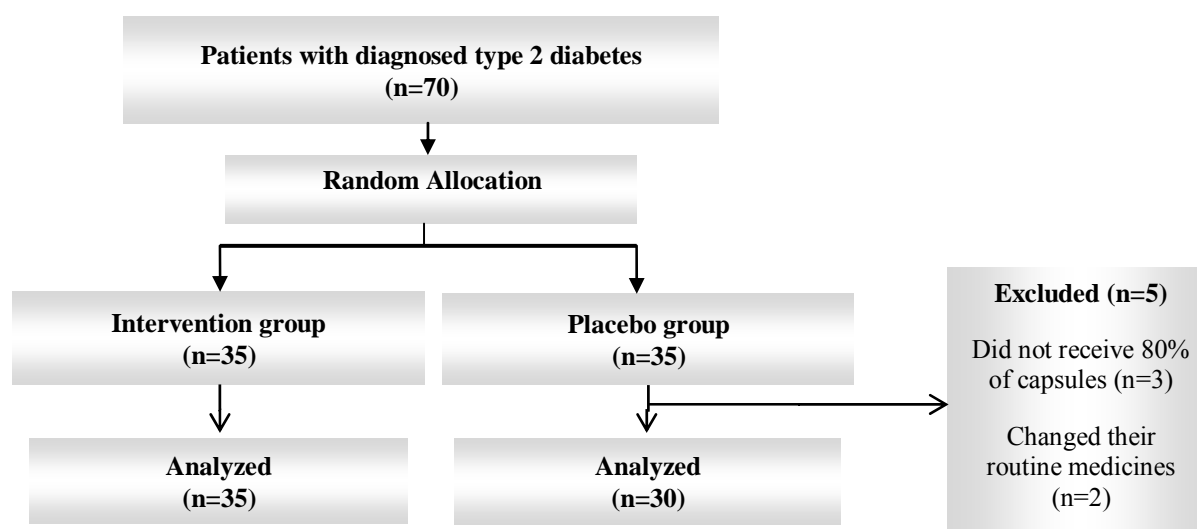 Patients with diagnosed type 2 diabetes
(n=70)
Random Allocation
Intervention group
(n=35)
Placebo group
(n=35)
Excluded (n=5)
Did not receive 80%
of capsules (n=3)
Changed their
routine medicines
(n=2)
Analyzed
(n=35)
Analyzed
(n=30)